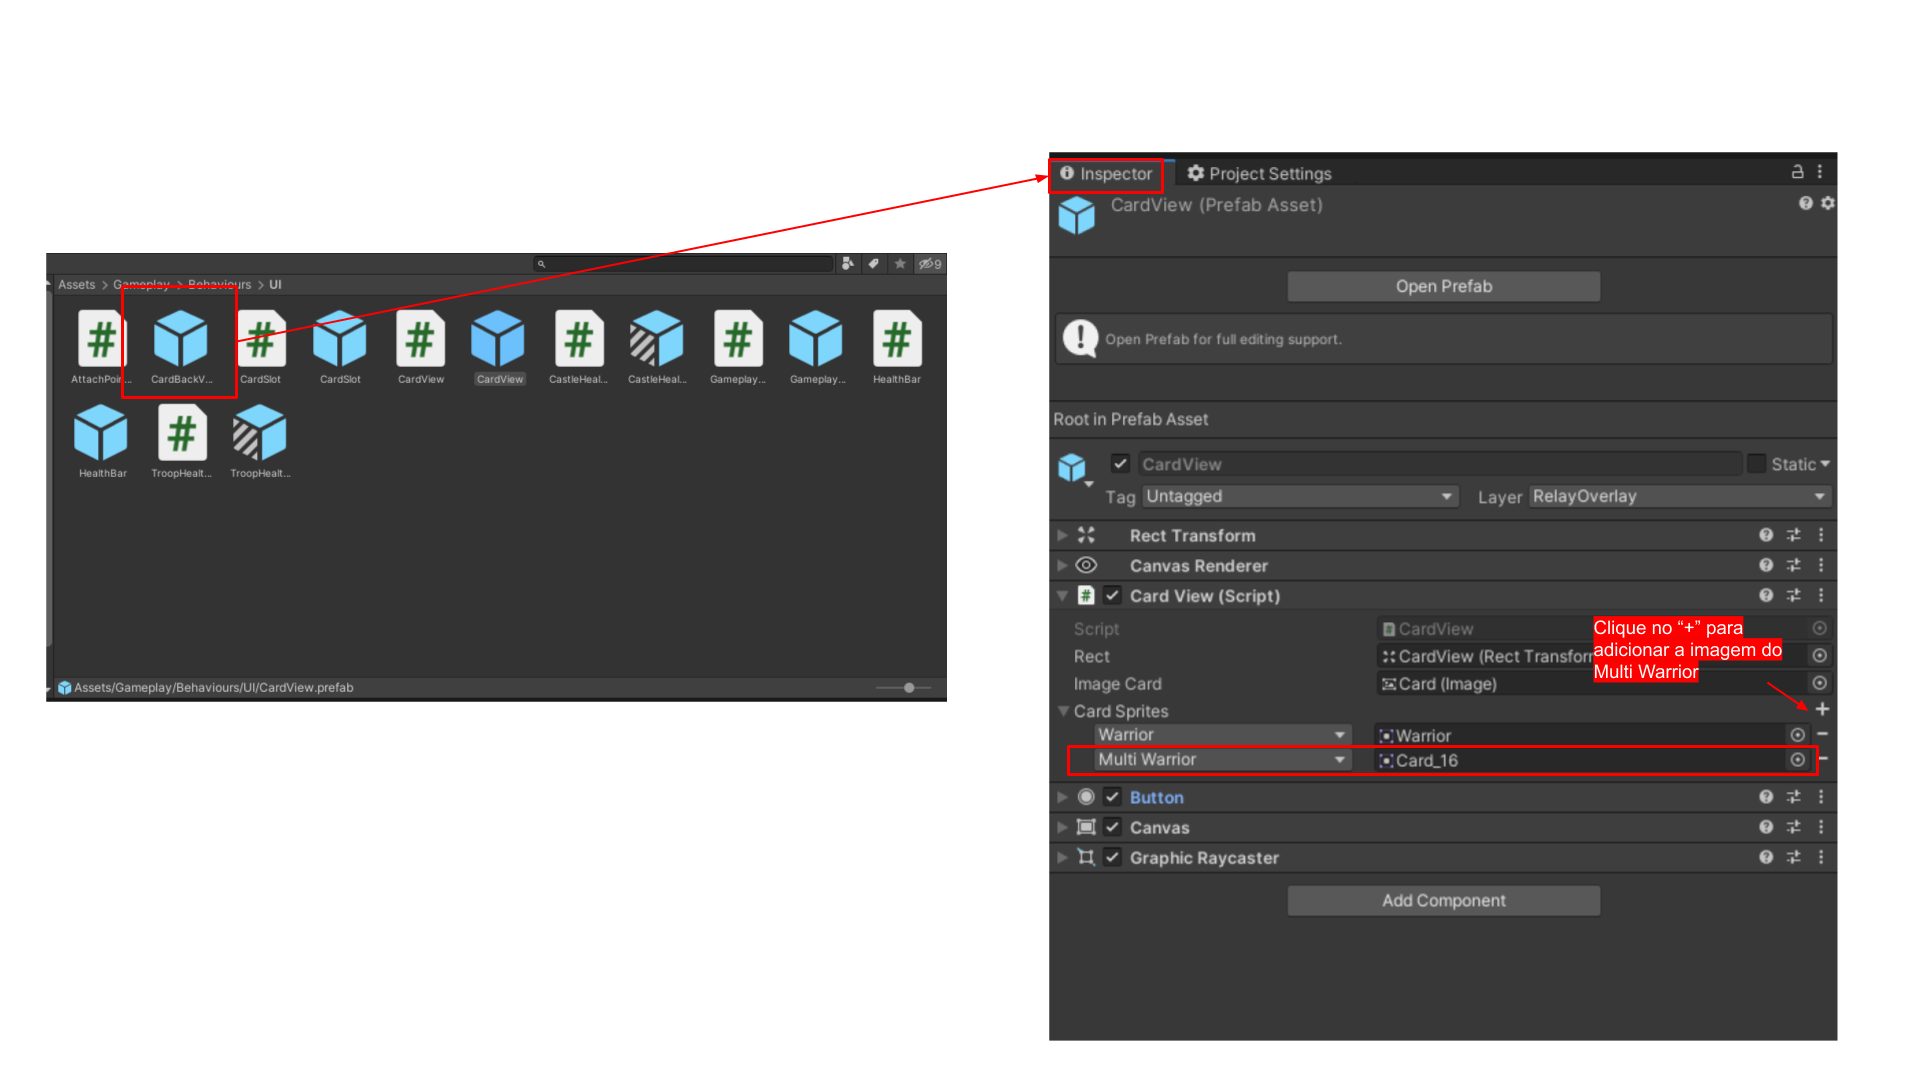 9
Assets > Gameplay > Behaviours > UI
AttachPoin...
CardBackV...
CardSlot
CardSlot
CardView
CardView
CastleHeal...
CastleHeal...
Gameplay...
Gameplay...
HealthBar
HealthBar
TroopHealt...
TroopHealt...
Assets/Gameplay/Behaviours/UI/CardView.prefab
Inspector
Project Settings
CardView (Prefab Asset)
Open Prefab
Open Prefab for full editing support.
Root in Prefab Asset
CardView
Static
Tag Untagged
Layer RelayOverlay
Rect Transform
Canvas Renderer
Card View (Script)
Script
CardView
Rect
CardView (Rect Transform
Image Card
Card (Image)
Clique no “+” para
adicionar a imagem do
Multi Warrior
Card Sprites
Warrior
Warrior
Multi Warrior
Card_16
Button
Canvas
Graphic Raycaster
Add Component